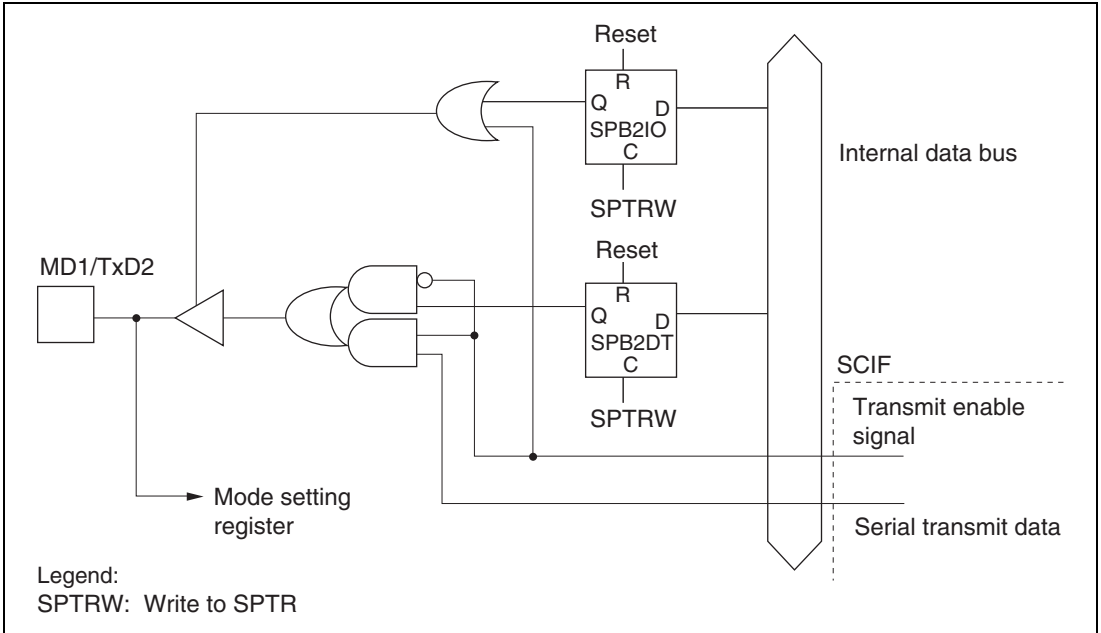 Reset
R
Q
D
SPB2IO
C
SPTRW
Internal data bus
Reset
MD1/TxD2
R
Q
D
SPB2DT
C
SPTRW
SCIF
Transmit enable
signal
Mode setting
register
Serial transmit data
Legend:
SPTRW: Write to SPTR